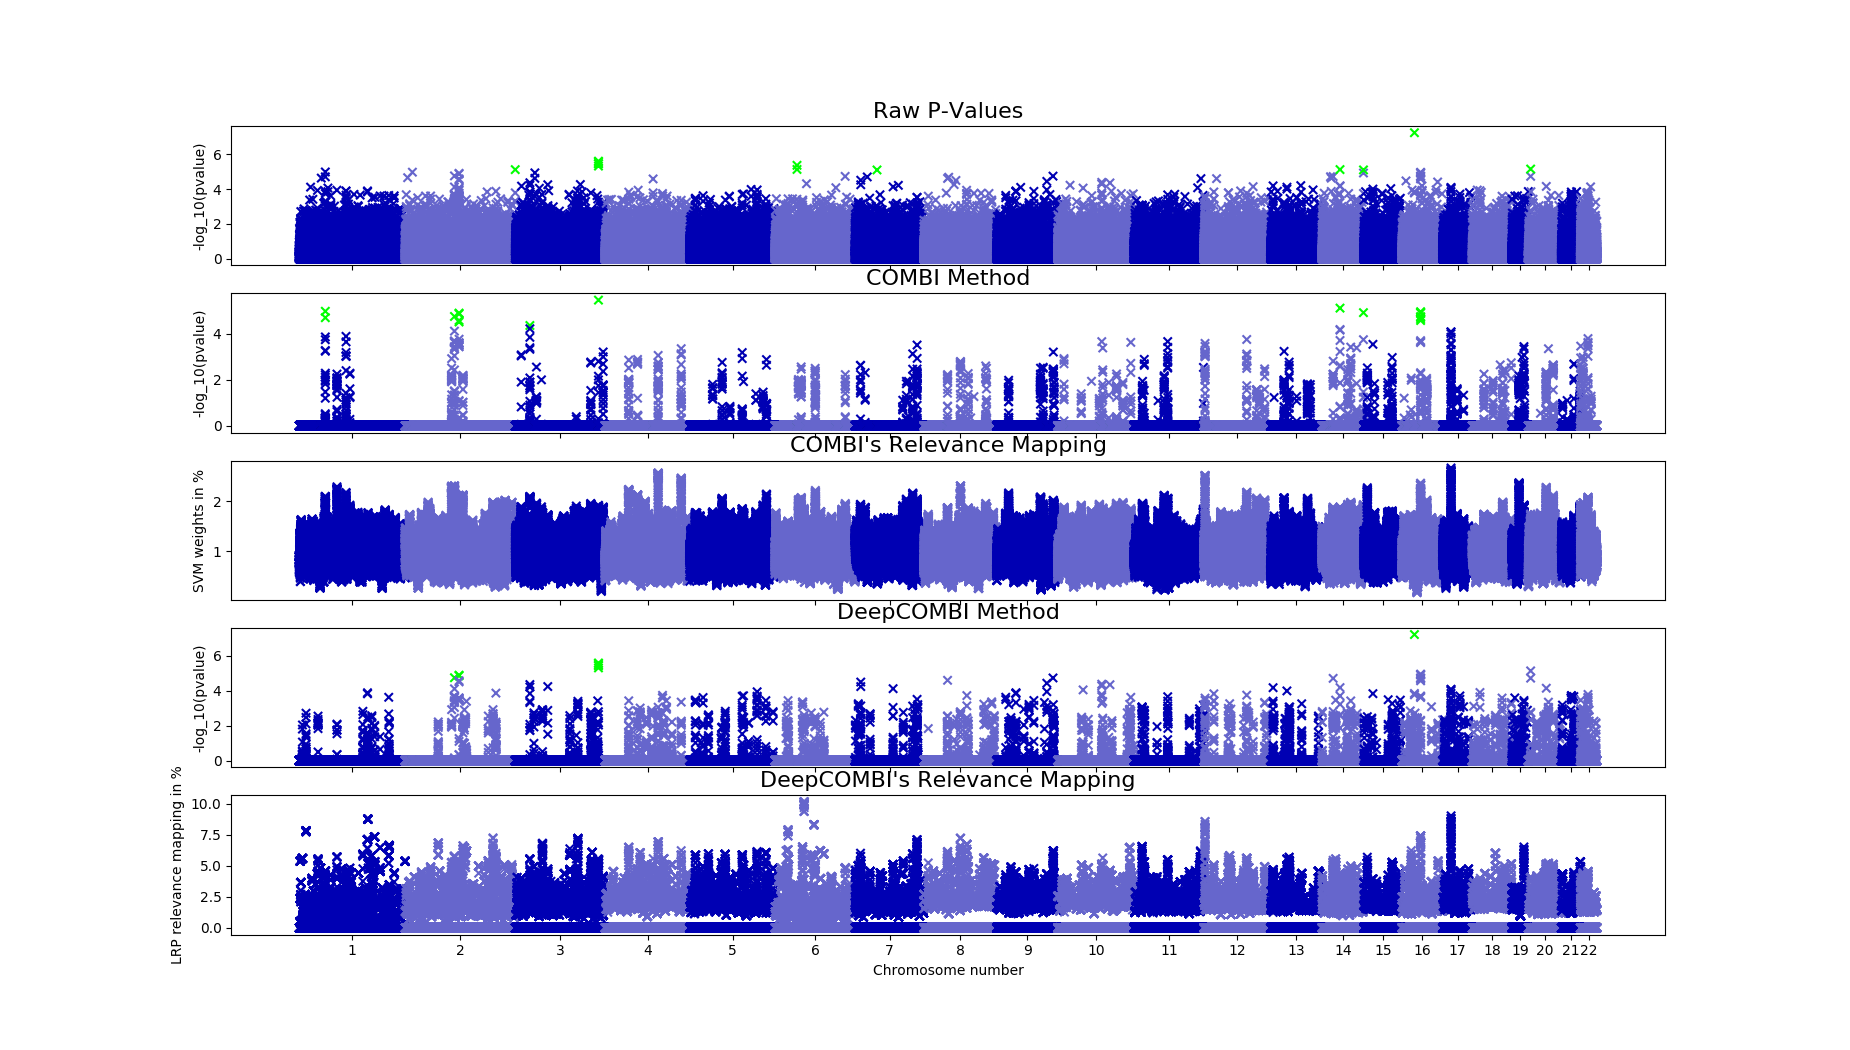 Raw P-Values
-log_10(pvalue)
6
4
2
0
COMBI Method
-log_10(pvalue)
4
2
0
COMBI's Relevance Mapping
SVM weights in %
2
1
DeepCOMBI Method
-log_10(pvalue)
6
4
2
0
DeepCOMBI's Relevance Mapping
LRP relevance mapping in %
10.0
7.5
5.0
2.5
0.0
1 2 3 4 5 6 7 8 9 10 11 12 13 14 15 16 17 18 19 20 21 22
Chromosome number